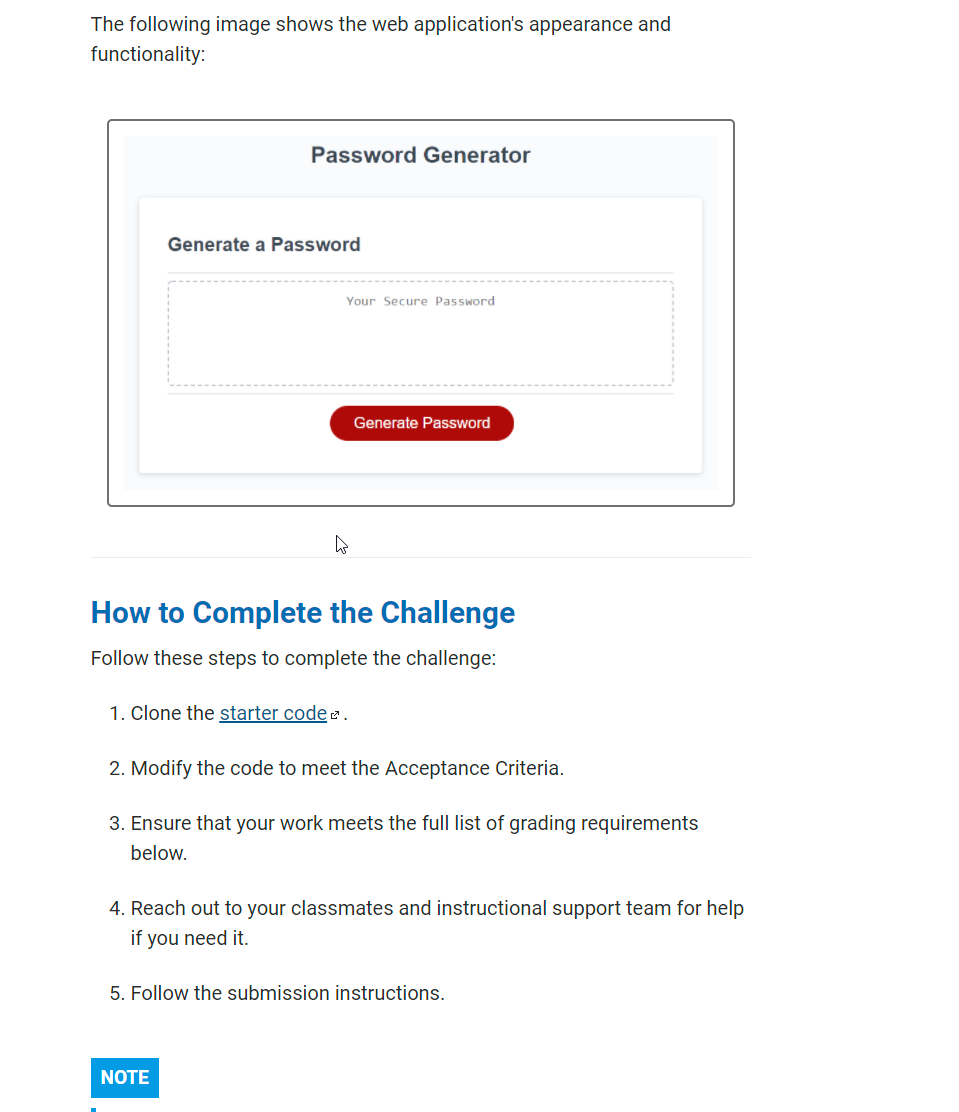 The following image shows the web application's appearance and
functionality:
Password Generator
Generate a Password
Your Secure Password
Generate Password
How to Complete the Challenge
Follow these steps to complete the challenge:
1. Clone the starter code .
2. Modify the code to meet the Acceptance Criteria.
3. Ensure that your work meets the full list of grading requirements
below.
4. Reach out to your classmates and instructional support team for help
if you need it.
5. Follow the submission instructions.
NOTE